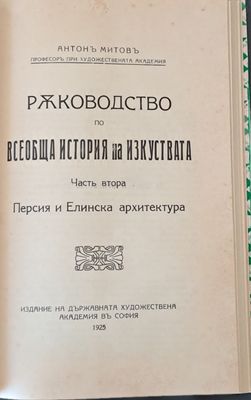 АНТОНЪ МИТОВЪ
ПРОФЕСОРЪ ПРИ ХУДОЖЕСТВЕНАТА АКАДЕМИЯ
РѪКОВОДСТВО
ПО
ВСЕОБЩА ИСТОРИЯ на ИЗКУСТВАТА
Часть втора
Персия и Елинска архитектура
ИЗДАНИЕ НА ДЪРЖАВНАТА ХУДОЖЕСТВЕНА
АКАДЕМИЯ ВЪ СОФИЯ
1925